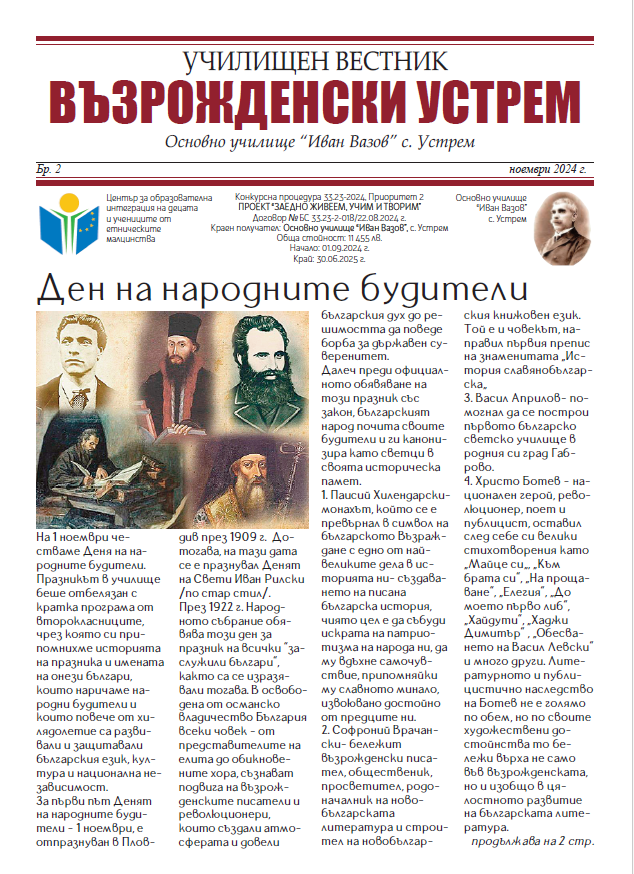 УЧИЛИЩЕН ВЕСТНИК
ВЪЗРОЖДЕНСКИ УСТРЕМ
Основно училище “Иван Вазов” с. Устрем
Бр. 2
ноември 2024 г.
Център за образователна
интеграция на децата
и учениците от
етническите
малцинства
Конкурсна процедура 33.23-2024, Приоритет 2
ПРОЕКТ “ЗАЕДНО ЖИВЕЕМ, УЧИМ И ТВОРИМ”
Договор № БС 33.23-2-018/22.08.2024 г.
Краен получател: Основно училище “Иван Вазов”, с. Устрем
Обща стойност: 11 455 лв.
Начало: 01.09.2024 г.
Край: 30.06.2025 г.
Основно училище
“Иван Вазов”
с. Устрем
Ден на народните будители
На 1 ноември че-
стваме Деня на на-
родните будители.
Празникът в училище
беше отбелязан с
кратка програма от
второкласниците,
чрез която си при-
помнихме историята
на празника и имената
на онези българи,
които наричаме на-
родни будители и
които повече от хи-
лядолетие са разви-
вали и защитавали
българския език, кул-
тура и национална не-
зависимост.
За първи път Денят
на народните буди-
тели - 1 ноември, е
отпразнуван в Плов-
див през 1909 г. До-
тогава, на тази дата
се е празнувал Денят
на Свети Иван Рилски
/по стар стил/.
През 1922 г. Народ-
ното събрание обя-
вява този ден за
празник на всички “за-
служили българи”,
както са се изразя-
вали тогава. В освобо-
дена от османско
владичество България
всеки човек - от
представителите на
елита до обикнове-
ните хора, съзнават
подвига на възрож-
денските писатели и
революционери,
които създали атмо-
сферата и довели
българския дух до ре-
шимостта да поведе
борба за държавен су-
веренитет.
Далеч преди официал-
ното обявяване на
този празник със
закон, българският
народ почита своите
будители и ги канони-
зира като светци в
своята историческа
памет.
1. Паисий Хилендарски-
монахът, който се е
превърнал в символ на
българското Възраж-
дане с едно от най-
великите дела в ис-
торията ни- създава-
нето на писана
българска история,
чиято цел е да събуди
искрата на патрио-
тизма на народа ни, да
му вдъхне самочув-
ствие, припомняйки
му славното минало,
извоювано достойно
от предците ни.
2. Софроний Врачан-
ски- бележит
възрожденски писа-
тел, общественик,
просветител, родо-
началник на ново-
българската
литература и строи-
тел на новобългар-
ския книжовен език.
Той е и човекът, на-
правил първия препис
на знаменитата „Ис-
тория славянобългар-
ска„
3. Васил Априлов- по-
могнал да се построи
първото българско
светско училище в
родния си град Габ-
рово.
4. Христо Ботев - на-
ционален герой, рево-
люционер, поет и
публицист, оставил
след себе си велики
стихотворения като
„Майце си„, „Към
брата си”, „На проща-
ване”, „Елегия”, „До
моето първо либ”,
„Хайдути”, „Хаджи
Димитър” , „Обесва-
нето на Васил Левски”
и много други. Лите-
ратурното и публи-
цистично наследство
на Ботев не е голямо
по обем, но по своите
художествени до-
стойнства то бе-
лежи върха не само
във възрожденската,
но и изобщо в ця-
лостното развитие
на българската лите-
ратура.
продължава на 2 стр.